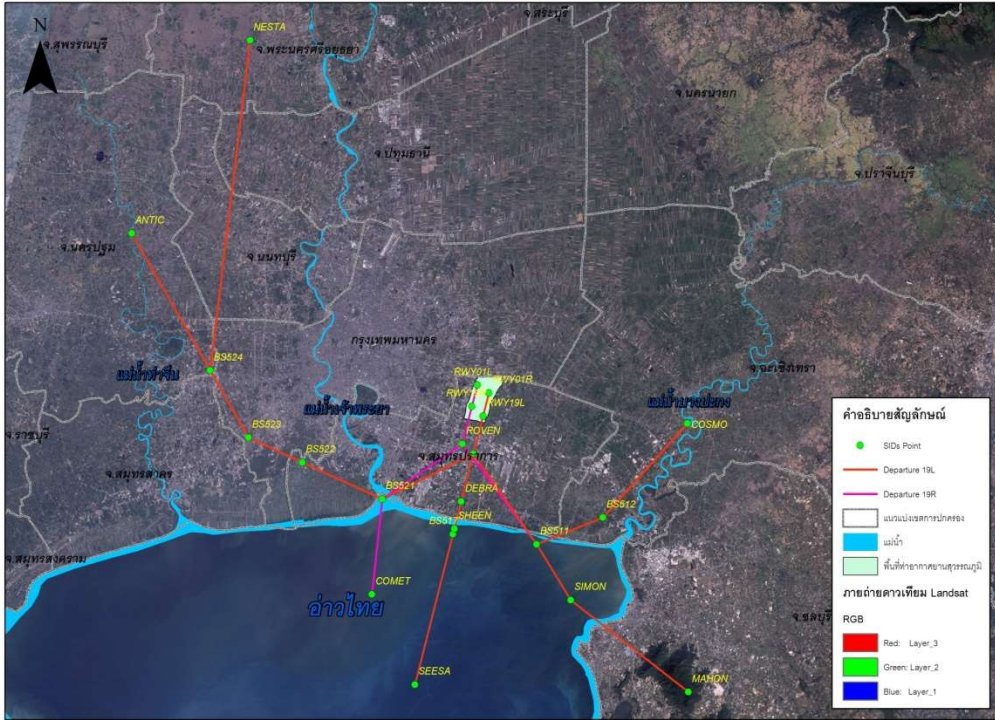 N
NESTA
จ.สระบุรี
จ.สุพรรณบุรี
จ.พระนครศรีอยุธยา
จ.นครนายก
จ.ปทุมธานี
จ.ปราจีนบุรี
ANTIC
จ.นครปฐม
จ.นนทบุรี
กรุงเทพมหานคร
BS524
แม่น้ำท่าจีน
จ.ฉะเชิงเทรา
RWY01L
RWY01R
RWY19L
แม่น้ำเจ้าพระยา
แม่น้ำบางปะกง
COSMO
จ.ราชบุรี
BS523
ROVEN
จ.สมุทรปราการ
BS522
จ.สมุทรสาคร
BS521
DEBRA
BS512
SHEEN
BS511
จ.สมุทรสงคราม
COMET
SIMON
อ่าวไทย
จ.ชลบุรี
SEESA
MAHON
คำอธิบายสัญลักษณ์
SIDs Point
Departure 19L
Departure 19R
แนวแบ่งเขตการปกครอง
แม่น้ำ
พื้นที่ท่าอากาศยานสุวรรณภูมิ
ภายถ่ายดาวเทียม Landsat
RGB
Red: Layer_3
Green: Layer_2
Blue: Layer_1